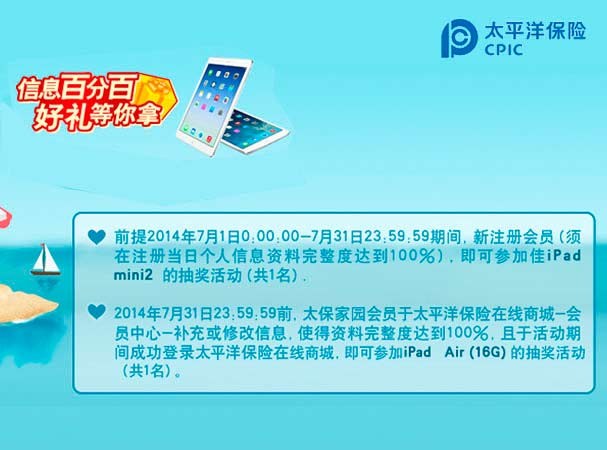 太平洋保险
CPIC
信息百分百
好礼等你拿
前提2014年7月1日0:00:00-7月31日23:59:59期间，新注册会员（须
在注册当日个人信息资料完整度达到100%），即可参加佳iPad
mini2 的抽奖活动（共1名）.
2014年7月31日23:59:59前，太保家园会员于太平洋保险在线商城-会
员中心-补充或修改信息，使得资料完整度达到100%，且于活动期
间成功登录太平洋保险在线商城，即可参加iPad Air (16G) 的抽奖活动
（共1名）。